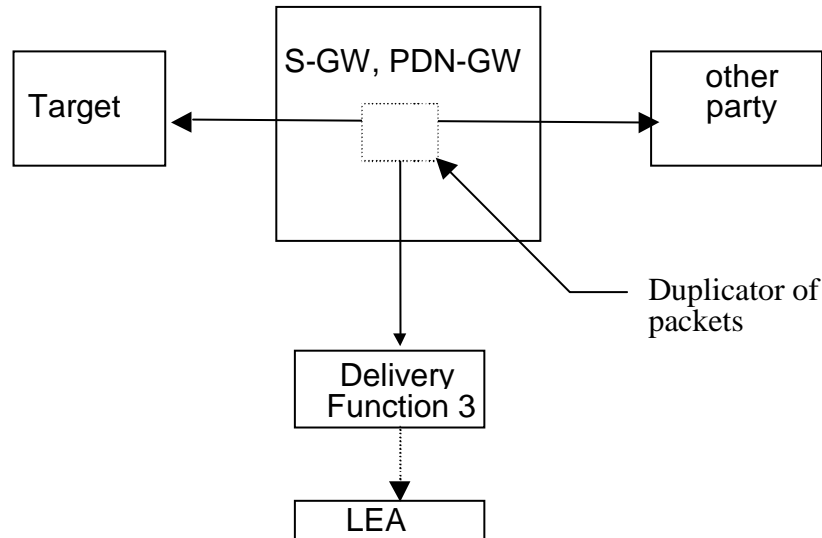 S-GW, PDN-GW
Target
other
party
Duplicator of
packets
Delivery
Function 3
LEA